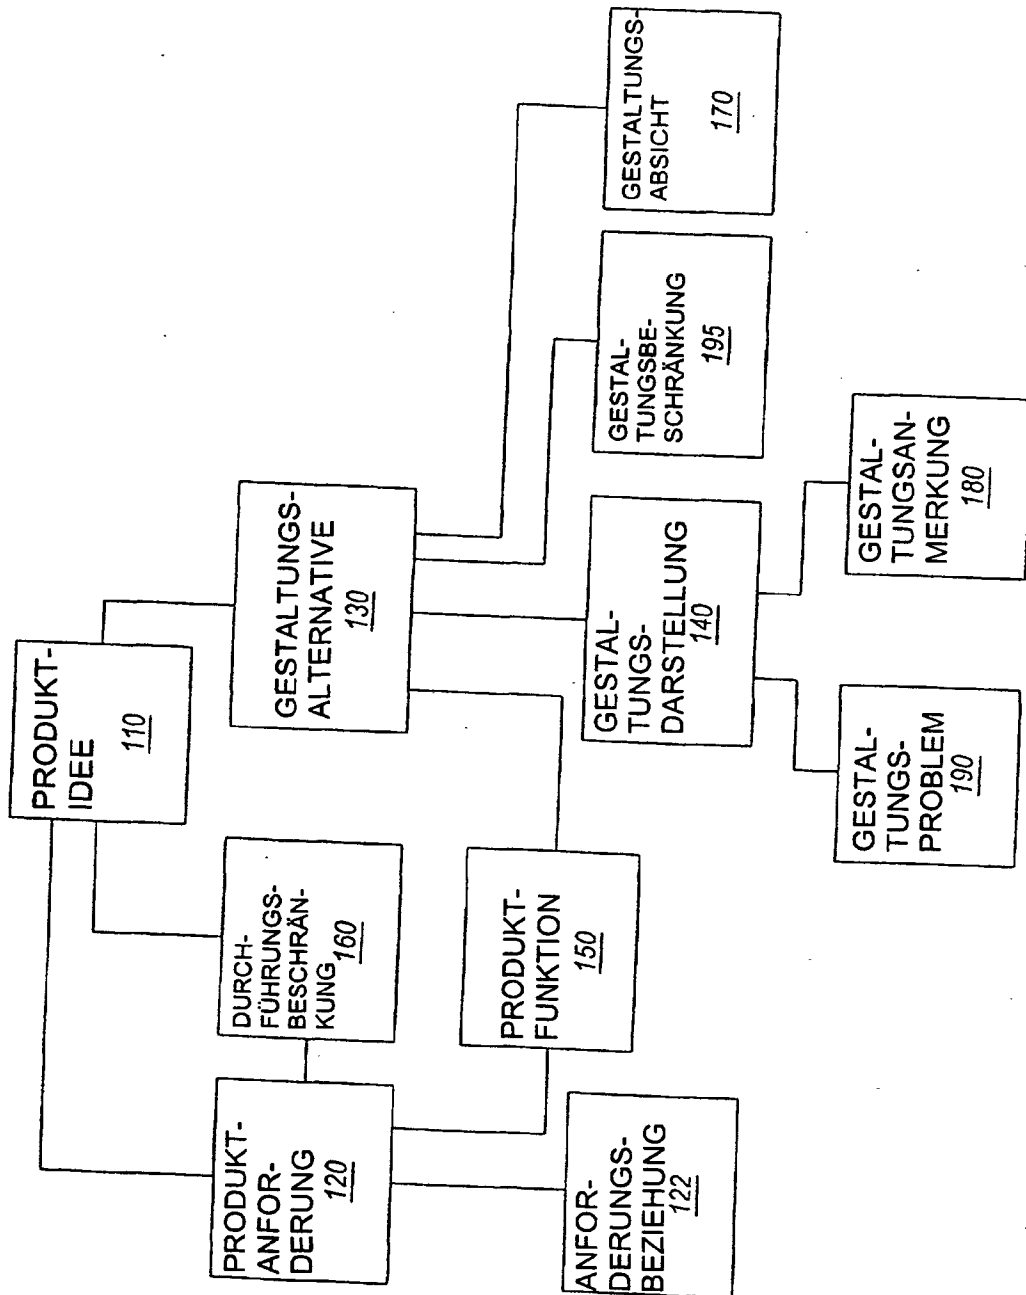 PRODUKT-
IDEE
110
PRODUKT-
ANFOR-
DERUNG
120
DURCH-
FÜHRUNGS-
BESCHRÄN-
KUNG 160
GESTALTUNGS-
ALTERNATIVE
130
ANFOR-
DERUNGS-
BEZIEHUNG
122
PRODUKT-
FUNKTION
150
GESTAL-
TUNGS-
DARSTELLUNG
140
GESTAL-
TUNGSBE-
SCHRÄNKUNG
195
GESTALTUNGS-
ABSICHT
170
GESTAL-
TUNGS-
PROBLEM
190
GESTAL-
TUNGSAN-
MERKUNG
180